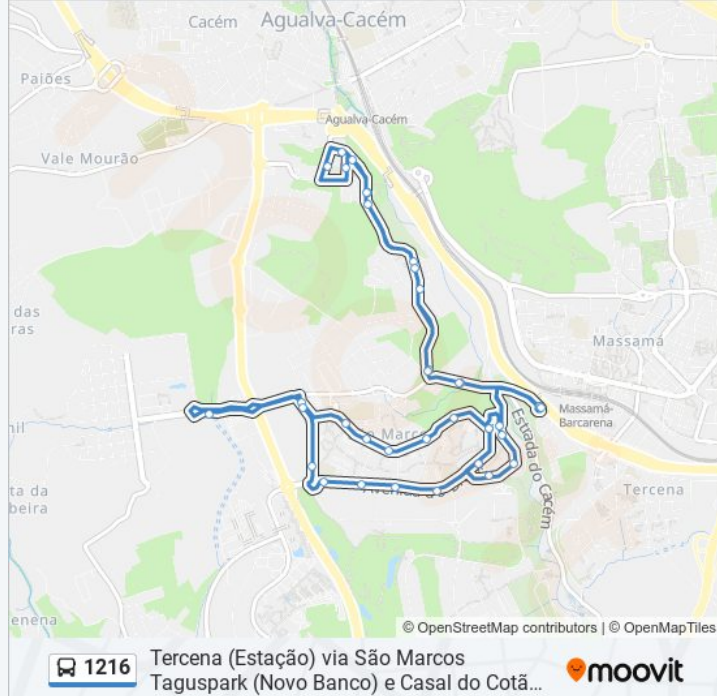 Cacém
Agualva-Cacém
Paiões
Agualva-Cacém
Vale Mourão
das
ras
Massamá
Massamá-
Barcarena
Marco
Estrada do Cacém
Tercena
ta da
beira
enena
© OpenStreetMap contributors | © OpenMapTiles
1216
Tercena (Estação) via São Marcos
Taguspark (Novo Banco) e Casal do Cotã...
moovit